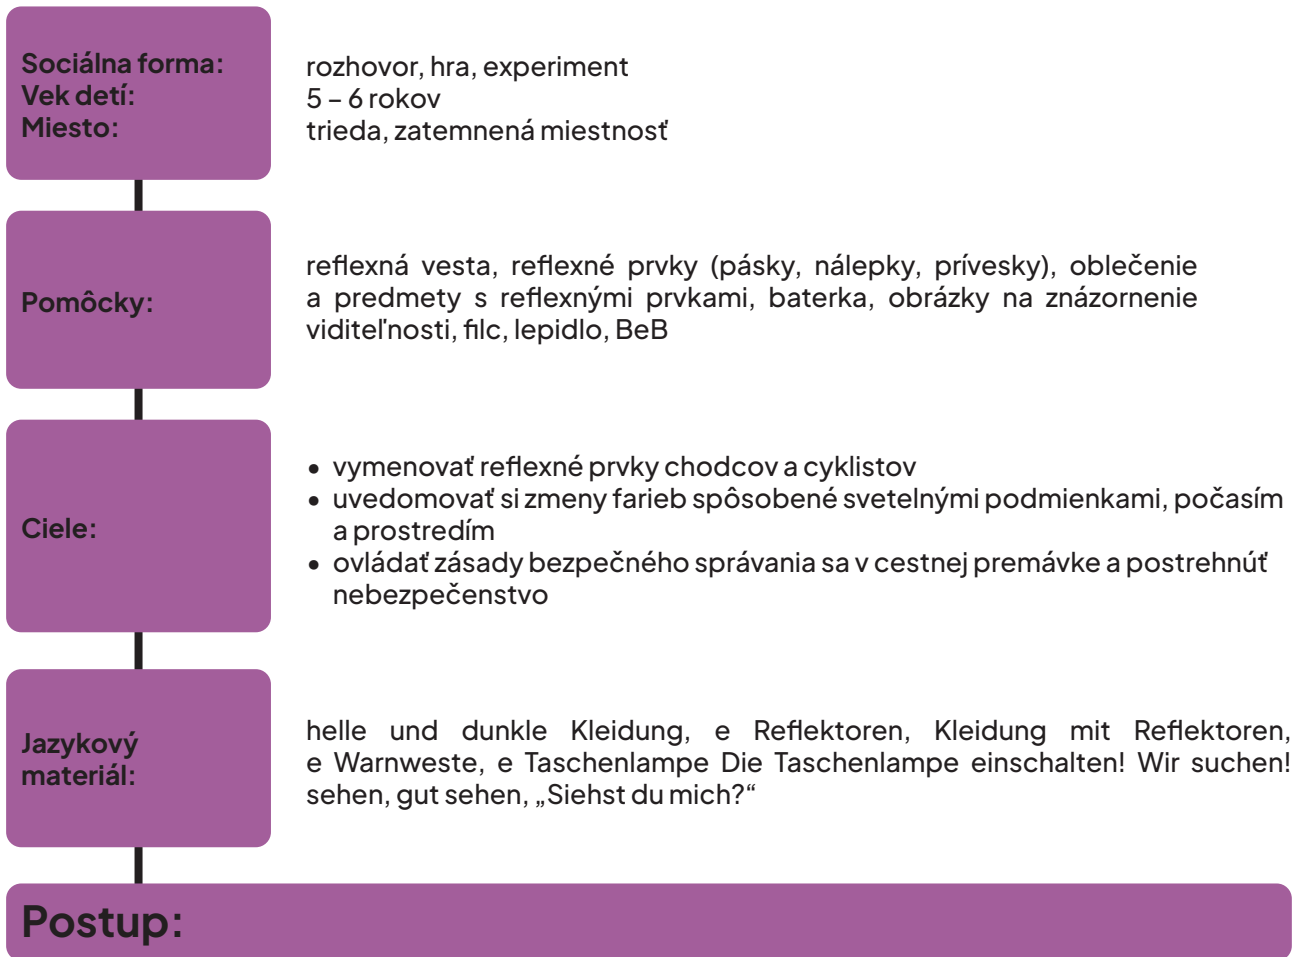 Sociálna forma:
Vek detí:
Miesto:
rozhovor, hra, experiment
5 – 6 rokov
trieda, zatemnená miestnosť
Pomôcky:
reflexná vesta, reflexné prvky (pásky, nálepky, prívesky), oblečenie
a predmety s reflexnými prvkami, baterka, obrázky na znázornenie
viditeľnosti, filc, lepidlo, BeB
Ciele:
• vymenovať reflexné prvky chodcov a cyklistov
• uvedomovať si zmeny farieb spôsobené svetelnými podmienkami, počasím
a prostredím
• ovládať zásady bezpečného správania sa v cestnej premávke a postrehnúť
nebezpečenstvo
Jazykový
materiál:
helle und dunkle Kleidung, e Reflektoren, Kleidung mit Reflektoren,
e Warnweste, e Taschenlampe Die Taschenlampe einschalten! Wir suchen!
sehen, gut sehen, „Siehst du mich?“
Postup: